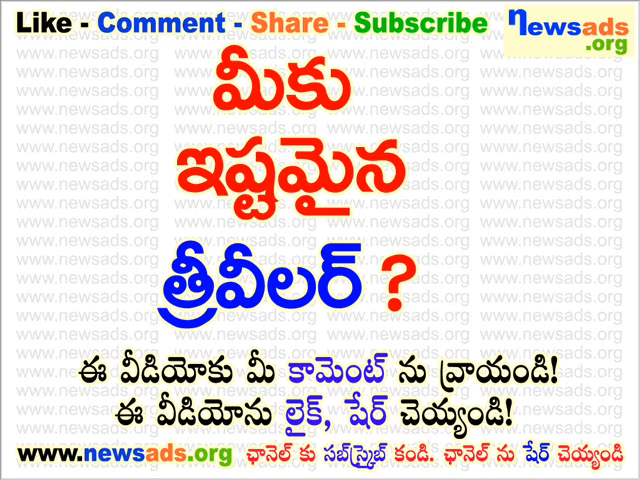 Like - Comment - Share - Subscribe
newsads.org
మీకు
ఇష్టమైన
త్రీవీలర్ ?
ఈ వీడియోకు మీ కామెంట్ ను వ్రాయండి!
ఈ వీడియోను లైక్, షేర్ చెయ్యండి!
www.newsads.org ఛానెల్ కు సబ్‌స్క్రైబ్ కండి. ఛానెల్ ను షేర్ చెయ్యండి